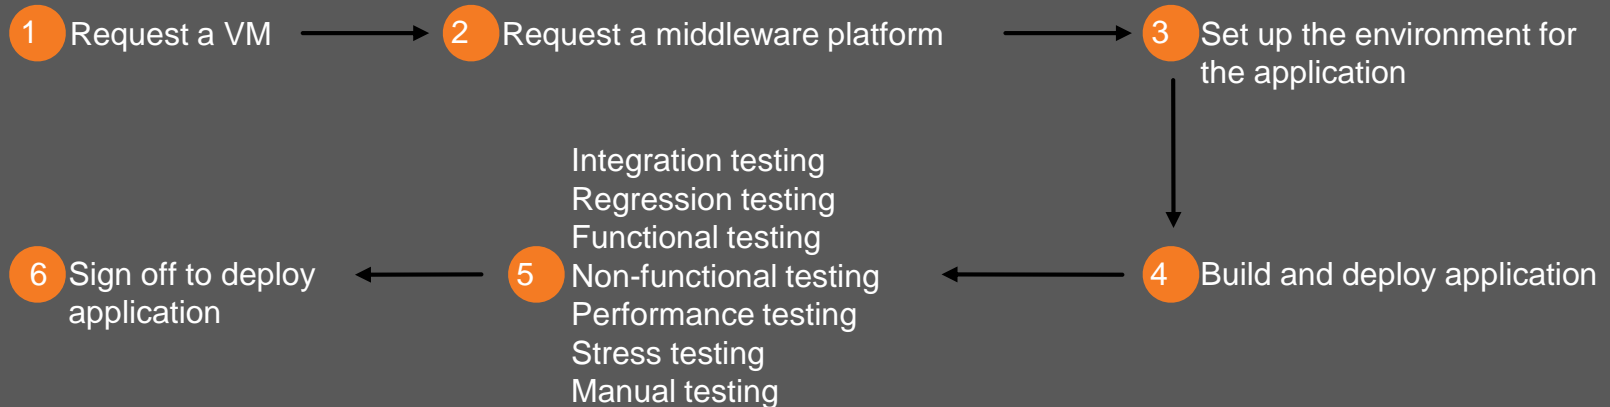 1 Request a VM
2 Request a middleware platform
3 Set up the environment for
the application
4 Build and deploy application
5
Integration testing
Regression testing
Functional testing
Non-functional testing
Performance testing
Stress testing
Manual testing
6 Sign off to deploy
application